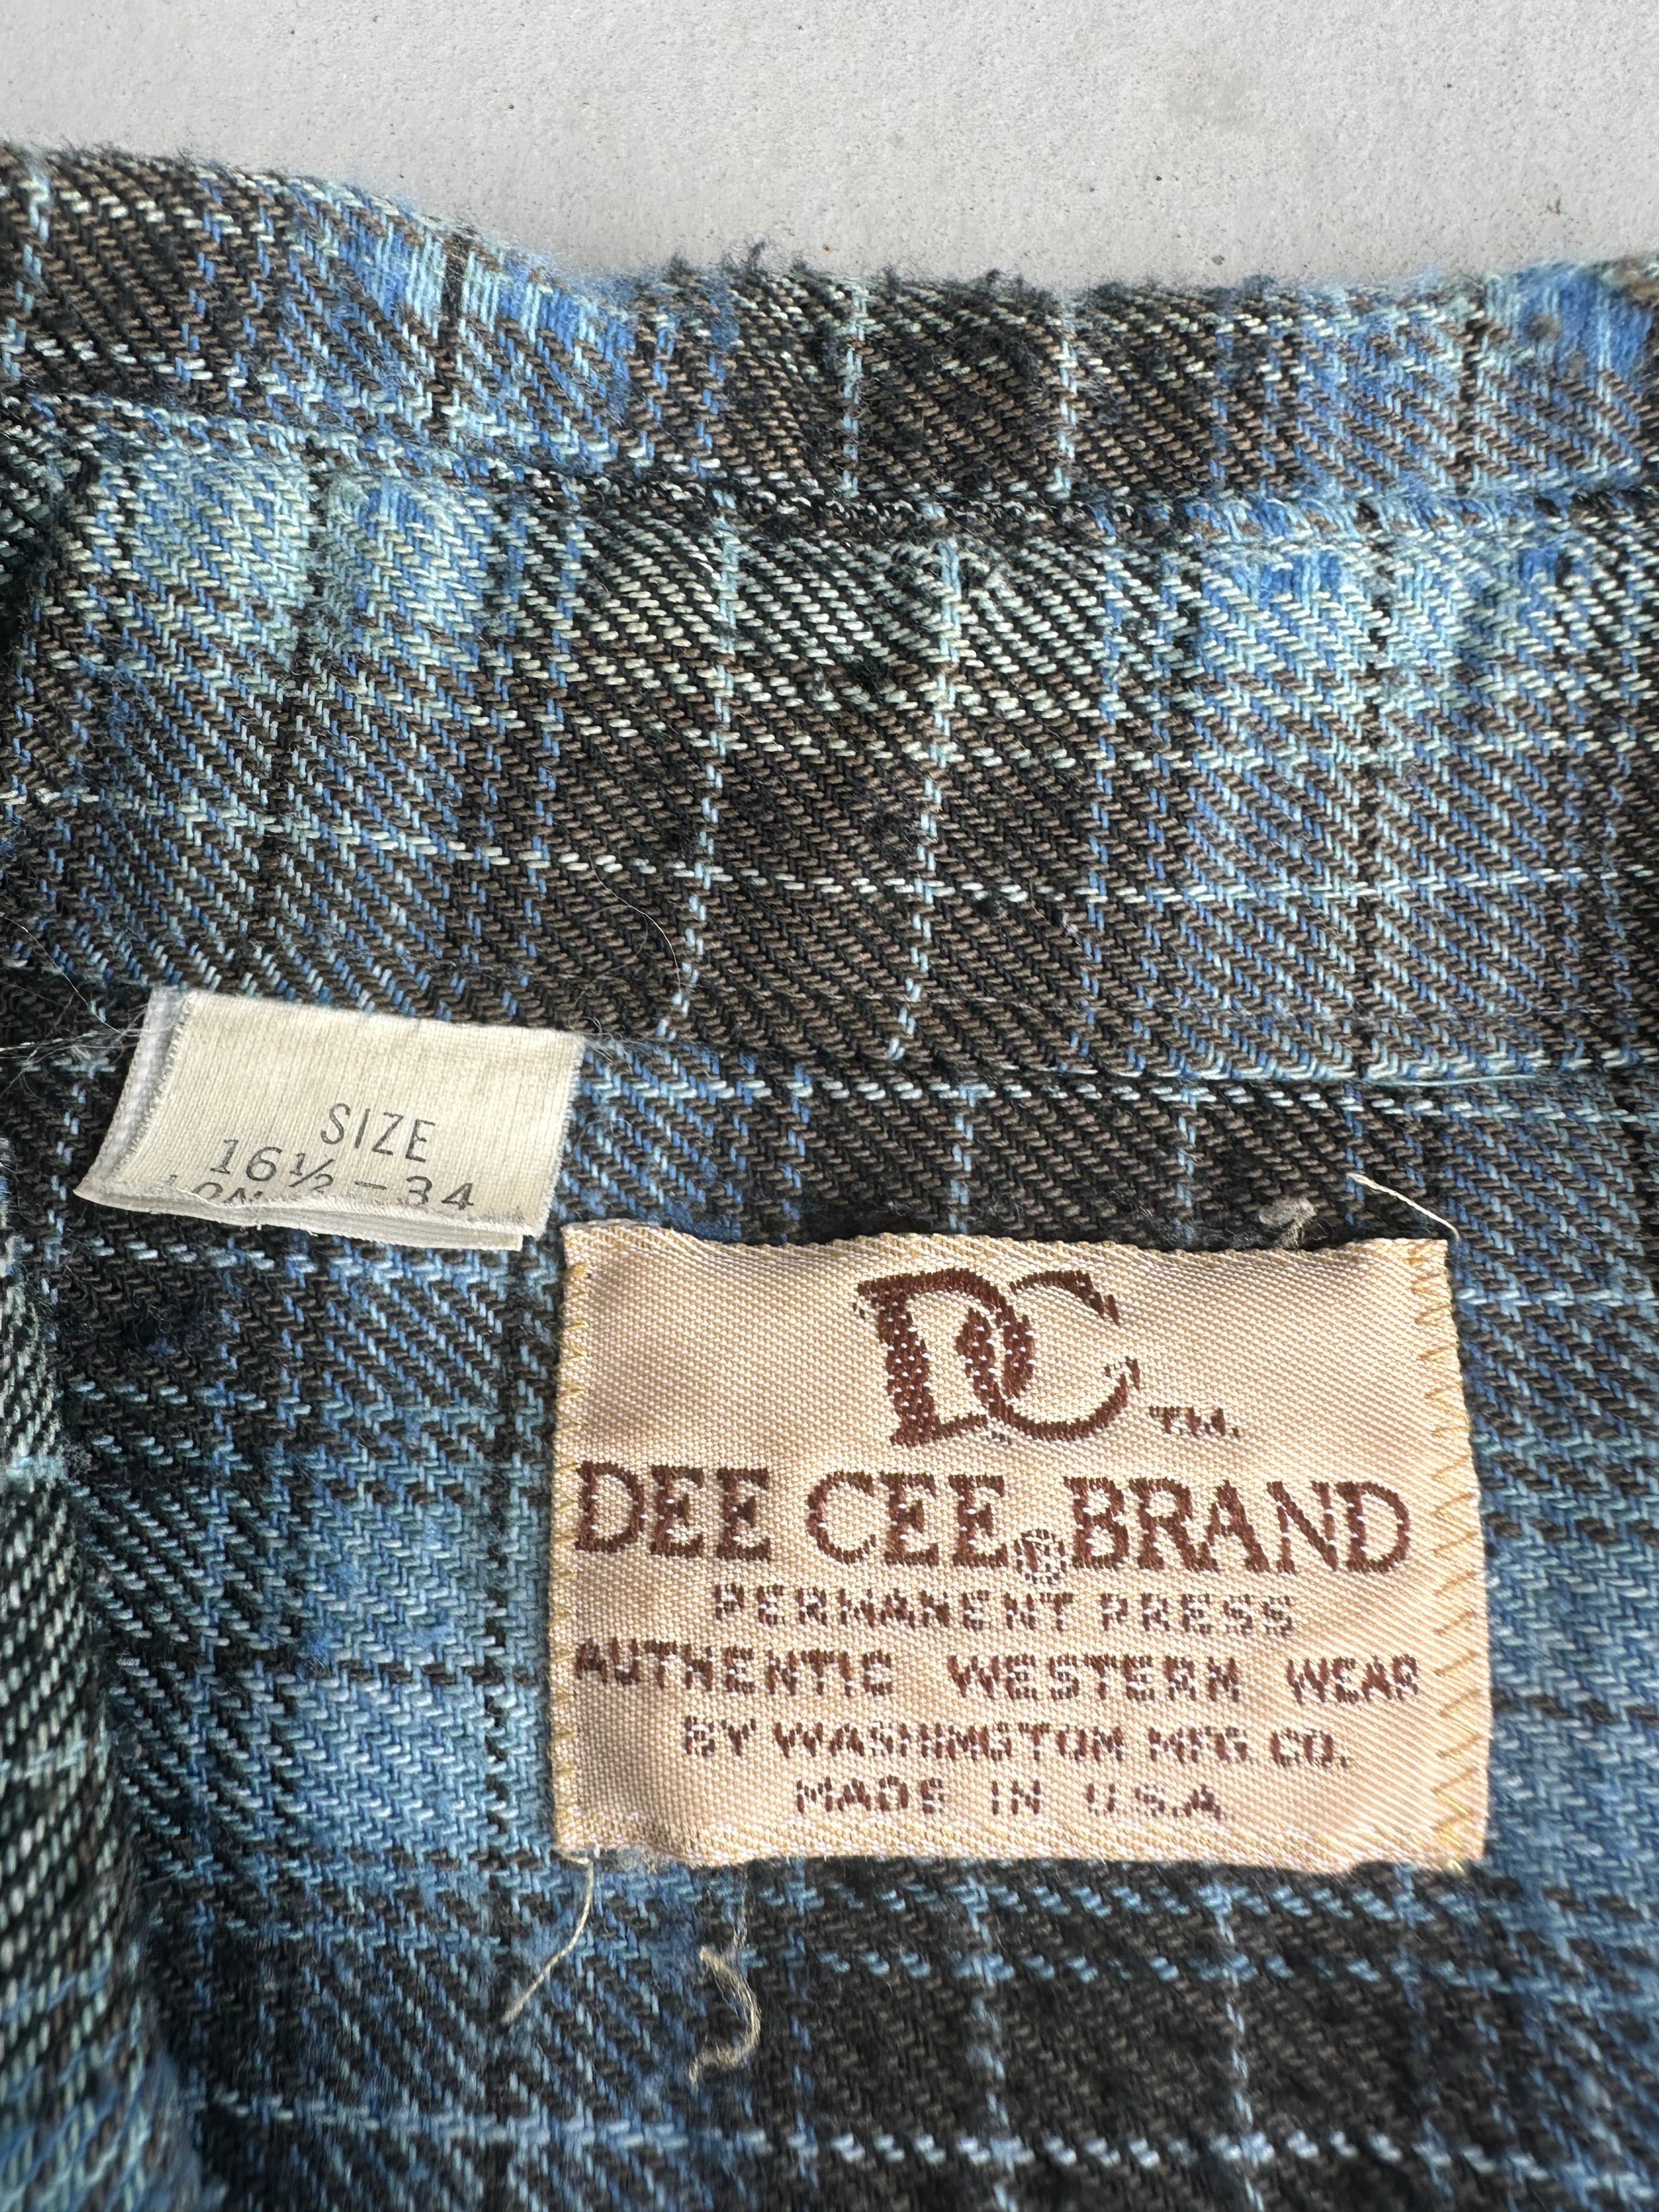 SIZE
16½-34
DC T.M.
DEE CEE ® BRAND
PERMANENT PRESS
AUTHENTIC WESTERN WEAR
BY WASHINGTON MFG. CO.
MADE IN U.S.A.